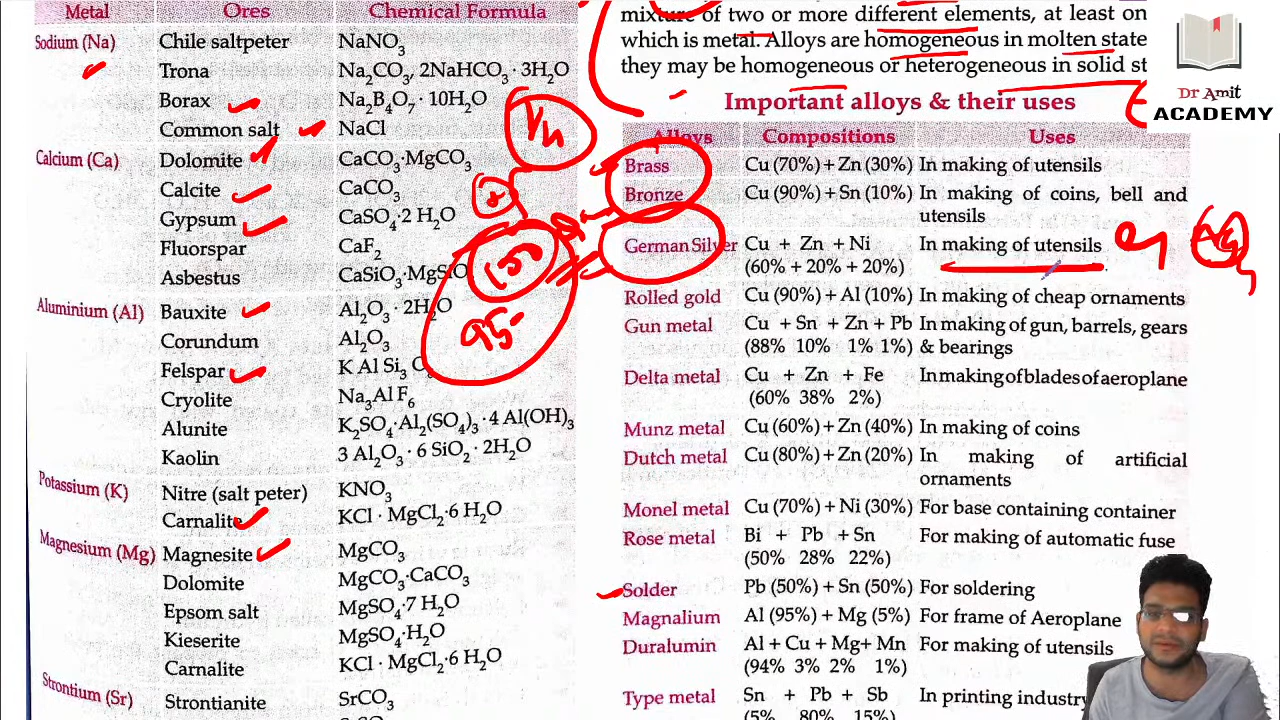 Metal Ores Chemical Formula
Sodium (Na) Chile saltpeter NaNO₃
Trona Na₂CO₃. 2NaHCO₃ · 3H₂O
Borax Na₂B₄O₇ · 10H₂O
Common salt NaCl
Calcium (Ca) Dolomite CaCO₃·MgCO₃
Calcite CaCO₃
Gypsum CaSO₄·2 H₂O
Fluorspar CaF₂
Asbestus CaSiO₃·MgSiO
Aluminium (Al) Bauxite Al₂O₃ · 2H₂O
Corundum Al₂O₃
Felspar K Al Si₃
Cryolite Na₃Al F₆
Alunite K₂SO₄·Al₂(SO₄)₃ · 4 Al(OH)₃
Kaolin 3 Al₂O₃ · 6 SiO₂ · 2H₂O
Potassium (K) Nitre (salt peter) KNO₃
Carnalite KCl · MgCl₂·6 H₂O
Magnesium (Mg) Magnesite MgCO₃
Dolomite MgCO₃·CaCO₃
Epsom salt MgSO₄·7 H₂O
Kieserite MgSO₄·H₂O
Carnalite KCl · MgCl₂·6 H₂O
Strontium (Sr) Strontianite SrCO₃
mixture of two or more different elements, at least on
which is metal. Alloys are homogeneous in molten state
they may be homogeneous or heterogeneous in solid st
Important alloys & their uses
Alloys Compositions Uses
Brass Cu (70%) + Zn (30%) In making of utensils
Bronze Cu (90%) + Sn (10%) In making of coins, bell and
utensils
German Silver Cu + Zn + Ni In making of utensils
(60% + 20% + 20%)
Rolled gold Cu (90%) + Al (10%) In making of cheap ornaments
Gun metal Cu + Sn + Zn + Pb In making of gun, barrels, gears
(88% 10% 1% 1%) & bearings
Delta metal Cu + Zn + Fe In making of blades of aeroplane
(60% 38% 2%)
Munz metal Cu (60%) + Zn (40%) In making of coins
Dutch metal Cu (80%) + Zn (20%) In making of artificial
ornaments
Monel metal Cu (70%) + Ni (30%) For base containing container
Rose metal Bi + Pb + Sn For making of automatic fuse
(50% 28% 22%)
Solder Pb (50%) + Sn (50%) For soldering
Magnalium Al (95%) + Mg (5%) For frame of Aeroplane
Duralumin Al + Cu + Mg+ Mn For making of utensils
(94% 3% 2% 1%)
Type metal Sn + Pb + Sb In printing industry
(5% 80% 15%)
Dr Amit
ACADEMY
95